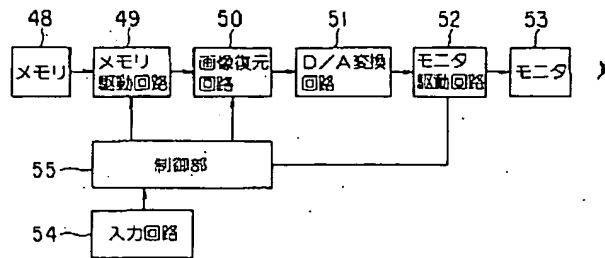 48 49 50 51 52 53
メモリ
メモリ
駆動回路
画像復元
回路
D/A変換
回路
モニタ
駆動回路
モニタ
55
制御部
54
入力回路